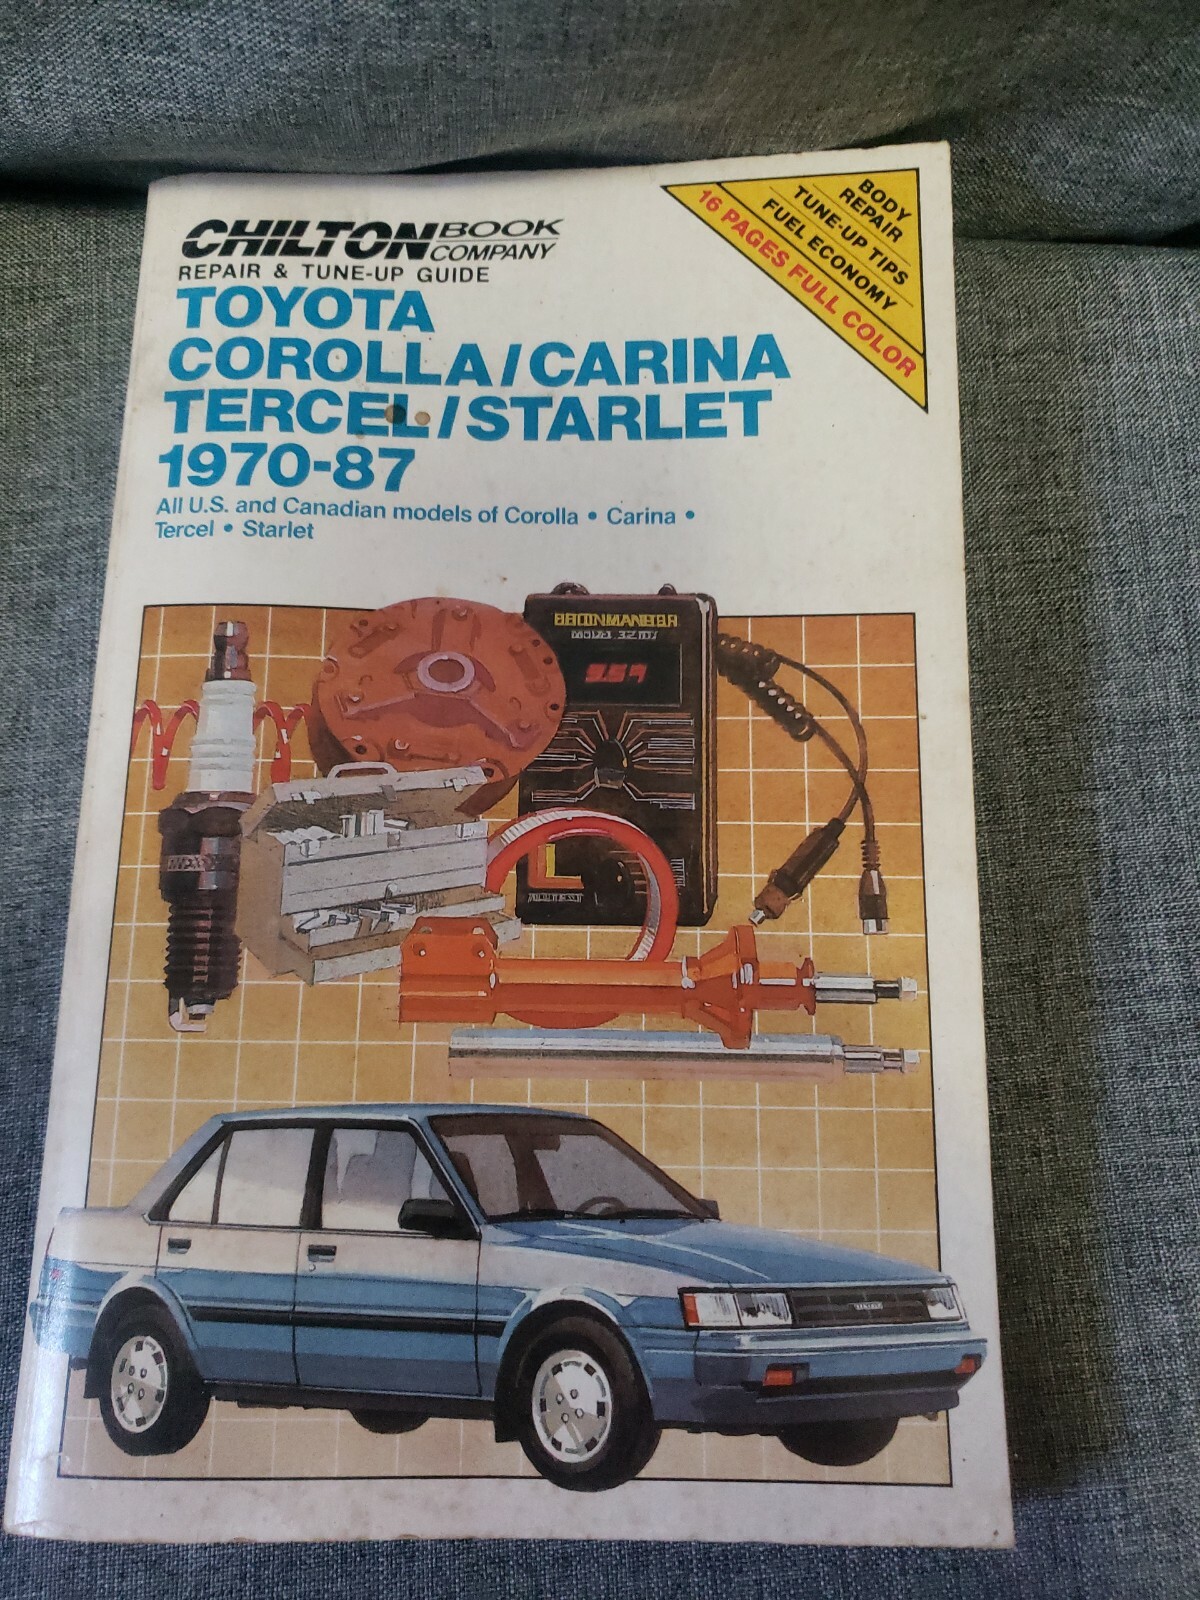 CHILTON BOOK COMPANY
REPAIR & TUNE-UP GUIDE
TOYOTA
COROLLA/CARINA
TERCEL/STARLET
1970-87
All U.S. and Canadian models of Corolla • Carina •
Tercel • Starlet
BODY
REPAIR
TUNE-UP TIPS
FUEL ECONOMY
16 PAGES FULL COLOR